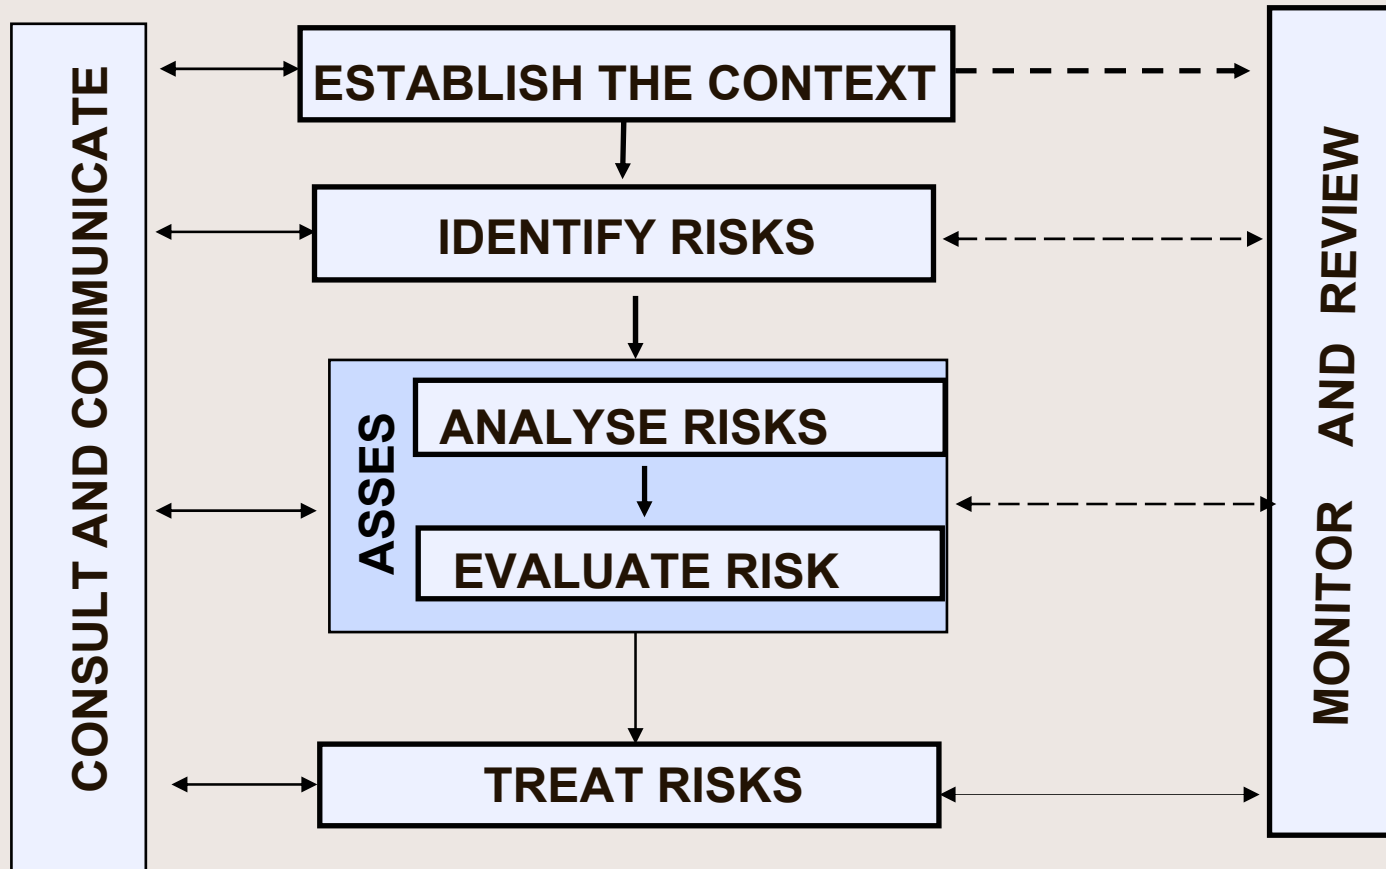 CONSULT AND COMMUNICATE
ESTABLISH THE CONTEXT
IDENTIFY RISKS
ASSES
ANALYSE RISKS
EVALUATE RISK
TREAT RISKS
MONITOR AND REVIEW